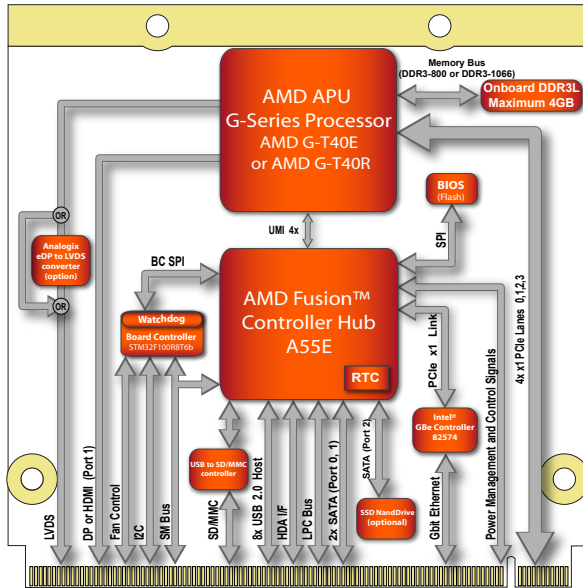 AMD APU
G-Series Processor
AMD G-T40E
or AMD G-T40R
Memory Bus
(DDR3-800 or DDR3-1066)
Onboard DDR3L
Maximum 4GB
BIOS
(Flash)
SPI
UMI 4x
OR
Analogix
eDP to LVDS
converter
(option)
OR
BC SPI
Watchdog
Board Controller
STM32F100R8T6b
AMD Fusion™
Controller Hub
A55E
RTC
PCIe x1 Link
4x x1 PCIe Lanes 0,1,2,3
Intel®
GBe Controller
82574
USB to SD/MMC
controller
SSD NandDrive
(optional)
SATA (Port 2)
LVDS
DP or HDMI (Port 1)
Fan Control
I2C
SM Bus
SD/MMC
8x USB 2.0 Host
HDA I/F
LPC Bus
2x SATA (Port 0, 1)
Gbit Ethernet
Power Management and Control Signals